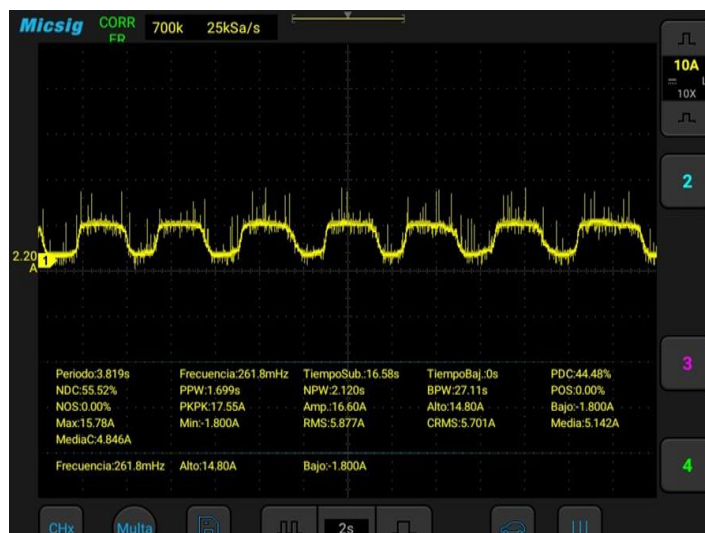 Micsig CORR 700k 25kSa/s
ER
10A
10X
2
2.20
A 1
Periodo:3.819s Frecuencia:261.8mHz TiempoSub.:16.58s TiempoBaj.:0s PDC:44.48%
NDC:55.52% PPW:1.699s NPW:2.120s BPW:27.11s POS:0.00%
NOS:0.00% PKPK:17.55A Amp.:16.60A Alto:14.80A Bajo:-1.800A
Max:15.78A Min:-1.800A RMS:5.877A CRMS:5.701A Media:5.142A
MediaC:4.846A
3
Frecuencia:261.8mHz Alto:14.80A Bajo:-1.800A
4
CHx Multa 2s